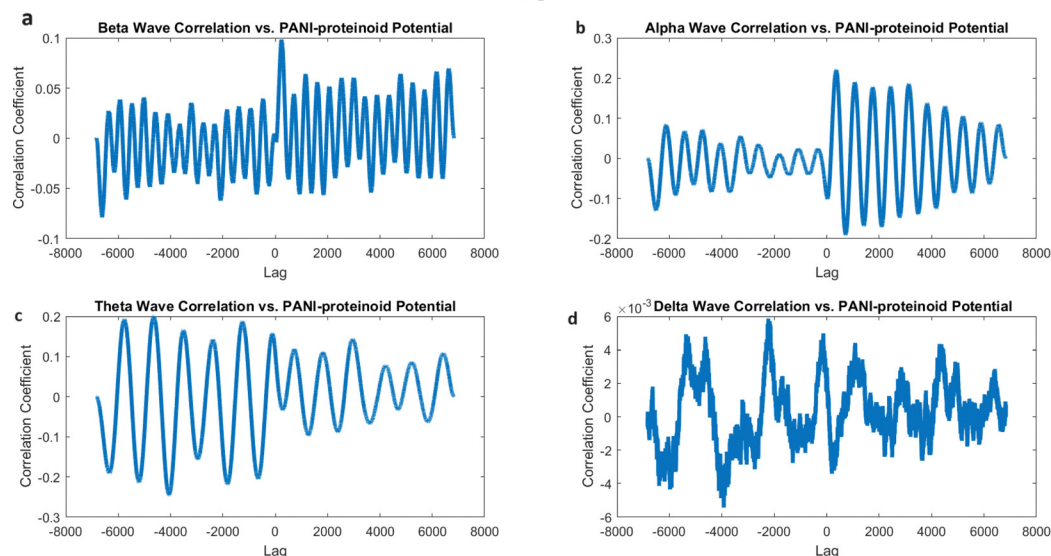 a
Beta Wave Correlation vs. PANI-proteinoid Potential
0.1
0.05
0
-0.05
-0.1
Correlation Coefficient
-8000 -6000 -4000 -2000 0 2000 4000 6000 8000
Lag
b
Alpha Wave Correlation vs. PANI-proteinoid Potential
0.3
0.2
0.1
0
-0.1
-0.2
Correlation Coefficient
-8000 -6000 -4000 -2000 0 2000 4000 6000 8000
Lag
c
Theta Wave Correlation vs. PANI-proteinoid Potential
0.2
0.1
0
-0.1
-0.2
-0.3
Correlation Coefficient
-8000 -6000 -4000 -2000 0 2000 4000 6000 8000
Lag
d
×10-3
Delta Wave Correlation vs. PANI-proteinoid Potential
6
4
2
0
-2
-4
-6
Correlation Coefficient
-8000 -6000 -4000 -2000 0 2000 4000 6000 8000
Lag